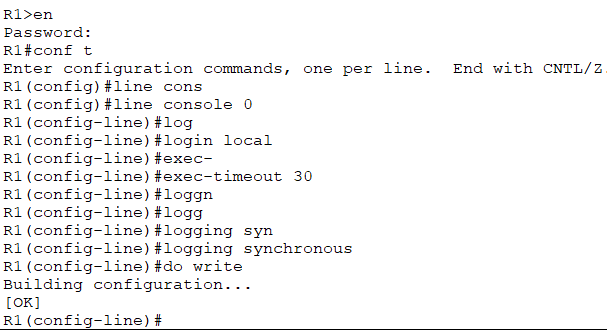 R1>en
Password:
R1#conf t
Enter configuration commands, one per line.  End with CNTL/Z.
R1(config)#line cons
R1(config)#line console 0
R1(config-line)#log
R1(config-line)#login local
R1(config-line)#exec-
R1(config-line)#exec-timeout 30
R1(config-line)#loggn
R1(config-line)#logg
R1(config-line)#logging syn
R1(config-line)#logging synchronous
R1(config-line)#do write
Building configuration...
[OK]
R1(config-line)#